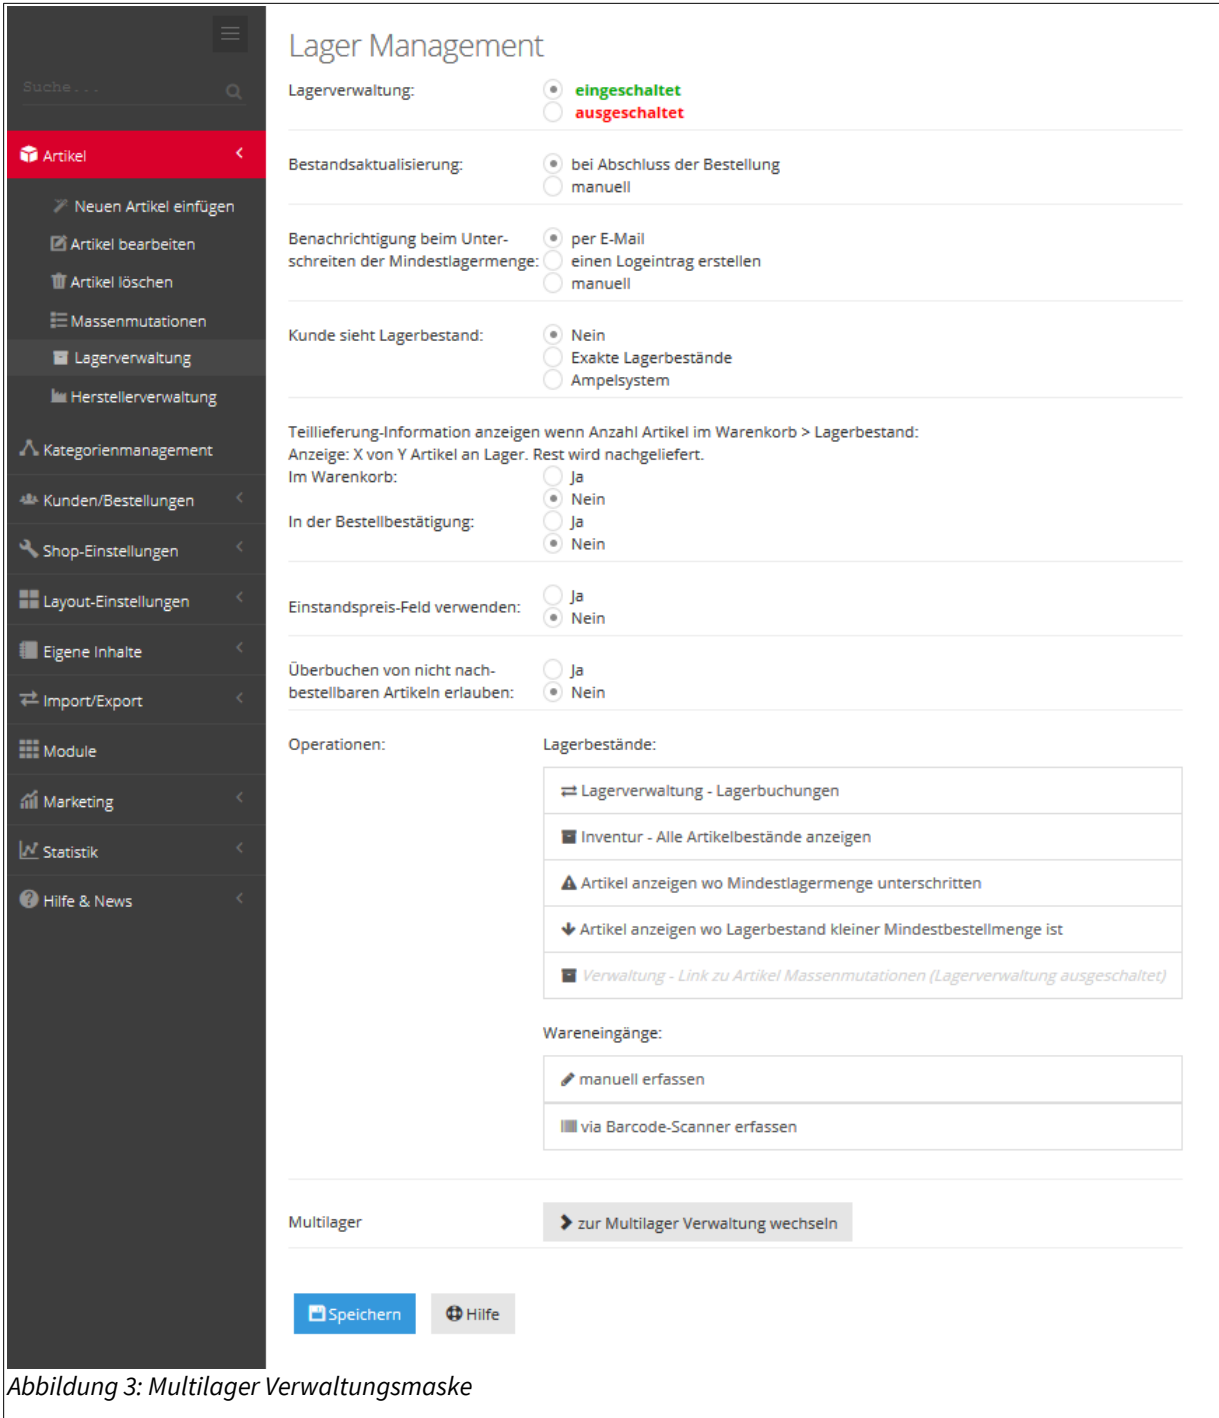 Suche...
Artikel
Neuen Artikel einfügen
Artikel bearbeiten
Artikel löschen
Massenmutationen
Lagerverwaltung
Herstellerverwaltung
Kategorienmanagement
Kunden/Bestellungen
Shop-Einstellungen
Layout-Einstellungen
Eigene Inhalte
Import/Export
Module
Marketing
Statistik
Hilfe & News
Lager Management
Lagerverwaltung:
eingeschaltet
ausgeschaltet
Bestandsaktualisierung:
bei Abschluss der Bestellung
manuell
Benachrichtigung beim Unter-
schreiten der Mindestlagermenge:
per E-Mail
einen Logeintrag erstellen
manuell
Kunde sieht Lagerbestand:
Nein
Exakte Lagerbestände
Ampelsystem
Teillieferung-Information anzeigen wenn Anzahl Artikel im Warenkorb > Lagerbestand:
Anzeige: X von Y Artikel an Lager. Rest wird nachgeliefert.
Im Warenkorb:
Ja
Nein
In der Bestellbestätigung:
Ja
Nein
Einstandspreis-Feld verwenden:
Ja
Nein
Überbuchen von nicht nach-
bestellbaren Artikeln erlauben:
Ja
Nein
Operationen:
Lagerbestände:
Lagerverwaltung - Lagerbuchungen
Inventur - Alle Artikelbestände anzeigen
Artikel anzeigen wo Mindestlagermenge unterschritten
Artikel anzeigen wo Lagerbestand kleiner Mindestbestellmenge ist
Verwaltung - Link zu Artikel Massenmutationen (Lagerverwaltung ausgeschaltet)
Wareneingänge:
manuell erfassen
via Barcode-Scanner erfassen
Multilager
zur Multilager Verwaltung wechseln
Speichern
Hilfe
Abbildung 3: Multilager Verwaltungsmaske